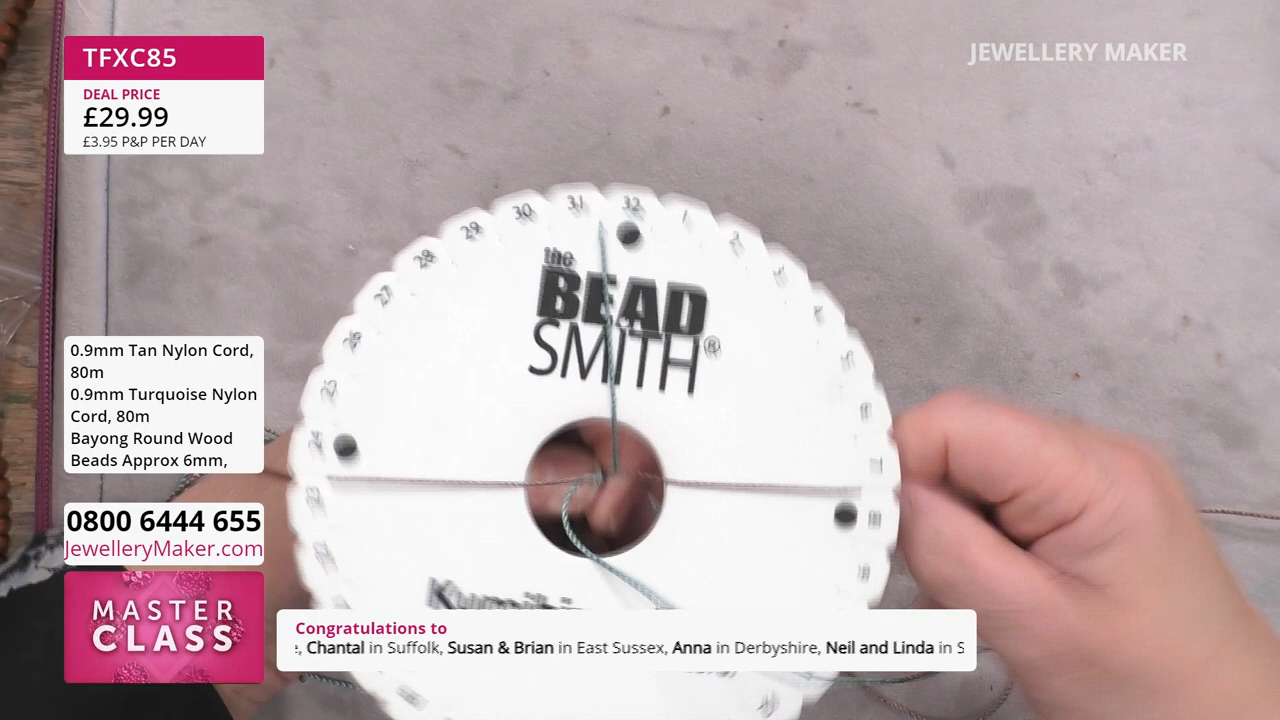 TFXC85
DEAL PRICE
£29.99
£3.95 P&P PER DAY
JEWELLERY MAKER
30 31 32 1
29
28
27
the
BEAD
SMITH®
0.9mm Tan Nylon Cord,
80m
0.9mm Turquoise Nylon
Cord, 80m
Bayong Round Wood
Beads Approx 6mm,
0800 6444 655
JewelleryMaker.com
MASTER
CLASS
Congratulations to
Chantal in Suffolk, Susan & Brian in East Sussex, Anna in Derbyshire, Neil and Linda in S